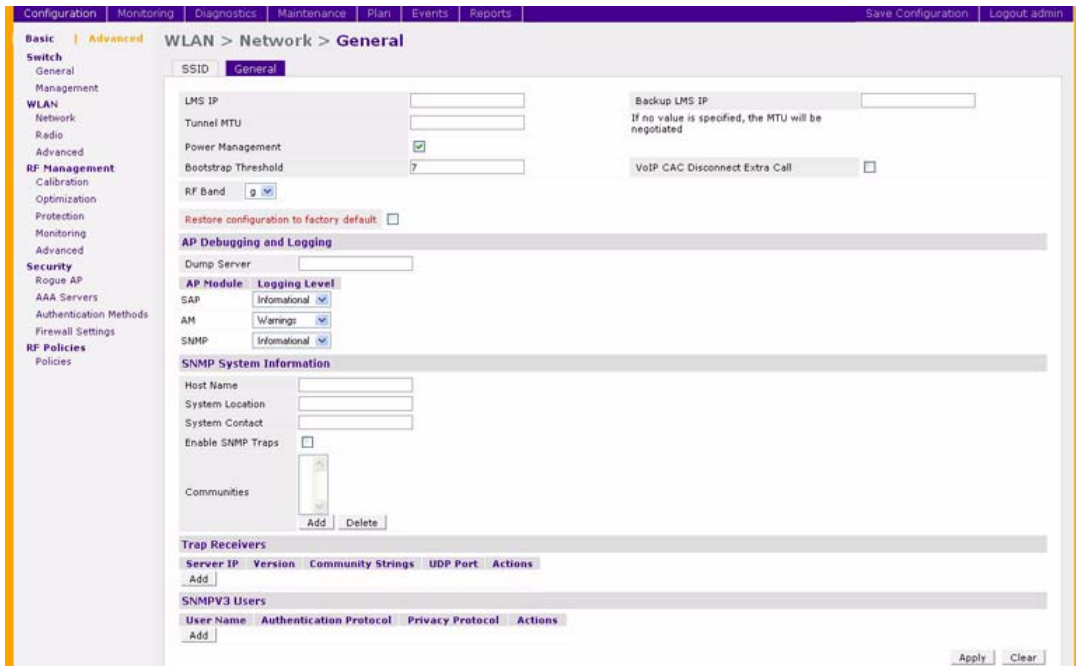 Configuration Monitoring Diagnostics Maintenance Plan Events Reports Save Configuration Logout admin
Basic | Advanced
Switch
General
Management
WLAN
Network
Radio
Advanced
RF Management
Calibration
Optimization
Protection
Monitoring
Advanced
Security
Rogue AP
AAA Servers
Authentication Methods
Firewall Settings
RF Policies
Policies
WLAN > Network > General
SSID General
LMS IP Backup LMS IP
Tunnel MTU If no value is specified, the MTU will be
negotiated
Power Management
Bootstrap Threshold 7 VoIP CAC Disconnect Extra Call
RF Band g
Restore configuration to factory default
AP Debugging and Logging
Dump Server
AP Module Logging Level
SAP Informational
AM Warnings
SNMP Informational
SNMP System Information
Host Name
System Location
System Contact
Enable SNMP Traps
Communities
Add Delete
Trap Receivers
Server IP Version Community Strings UDP Port Actions
Add
SNMPV3 Users
User Name Authentication Protocol Privacy Protocol Actions
Add
Apply Clear